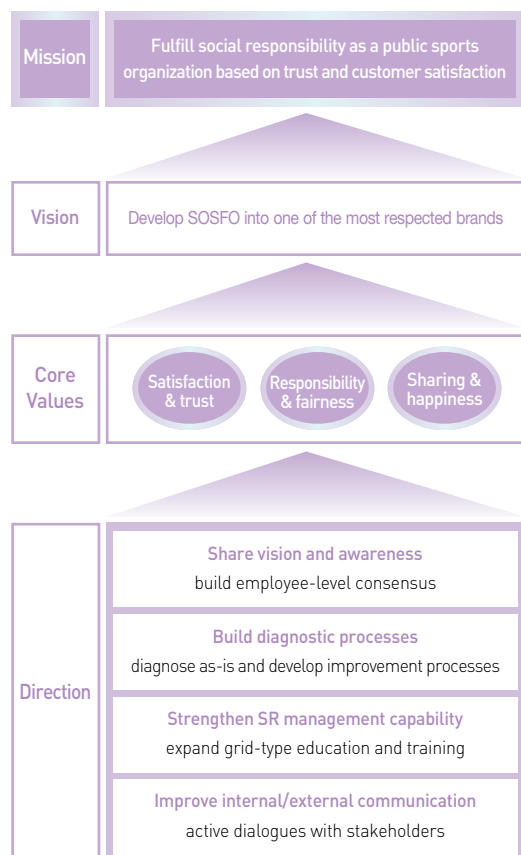 Mission
Fulfill social responsibility as a public sports
organization based on trust and customer satisfaction
Vision
Develop SOSFO into one of the most respected brands
Core
Values
Satisfaction
& trust
Responsibility
& fairness
Sharing &
happiness
Direction
Share vision and awareness
build employee-level consensus
Build diagnostic processes
diagnose as-is and develop improvement processes
Strengthen SR management capability
expand grid-type education and training
Improve internal/external communication
active dialogues with stakeholders